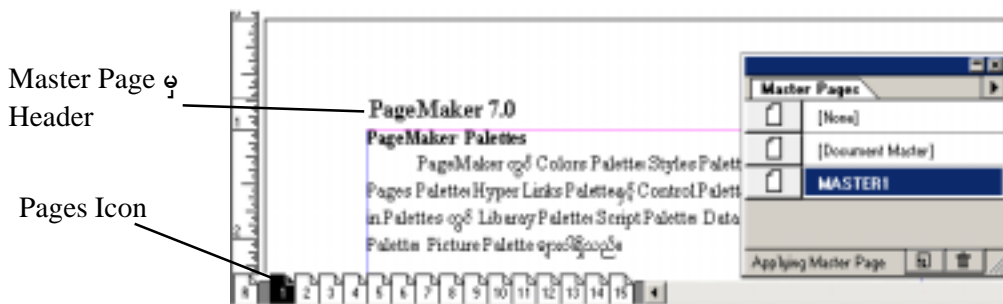 Master Page မှ
Header
PageMaker 7.0
PageMaker Palettes
PageMaker တွင် Colors Palette၊ Styles Palett
Pages Palette၊ Hyper Links Palette နှင့် Control Palett
in Palettes တွင် Libaray Palette၊ Script Palette၊ Data
Palette၊ Picture Palette များပါရှိသည်။
Pages Icon
Master Pages
[None]
[Document Master]
MASTER1
Applying Master Page
R 1 2 3 4 5 6 7 8 9 10 11 12 13 14 15